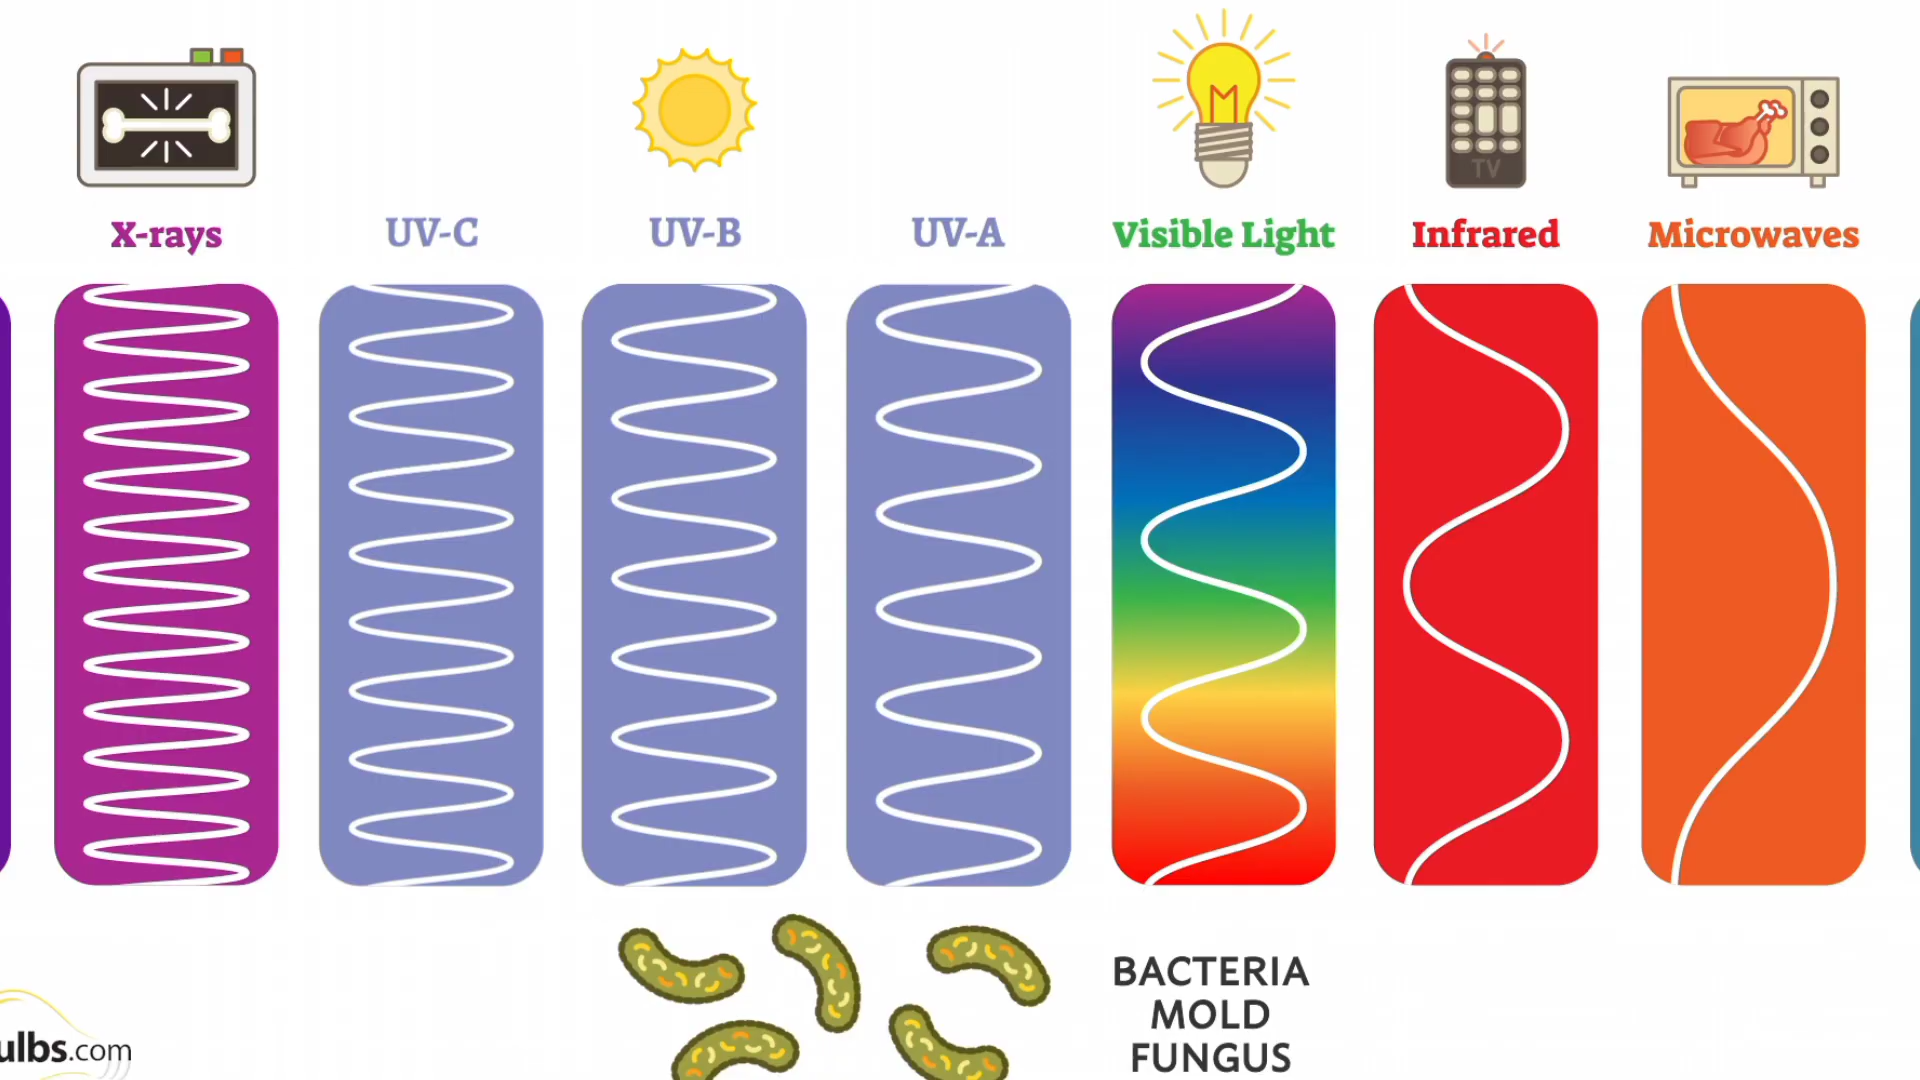 TV
X-rays
UV-C
UV-B
UV-A
Visible Light
Infrared
Microwaves
BACTERIA
MOLD
FUNGUS
ulbs.com